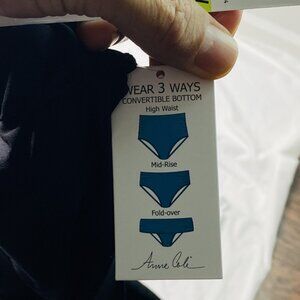 WEAR 3 WAYS
CONVERTIBLE BOTTOM
High Waist
Mid-Rise
Fold-over
Anne Cole